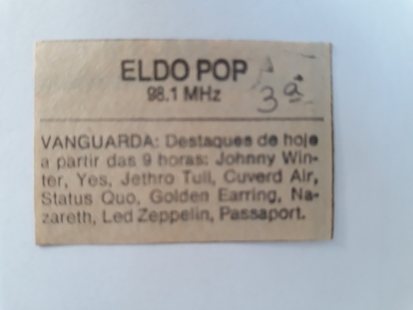 ELDO POP
98.1 MHz
3ª
VANGUARDA: Destaques de hoje
a partir das 9 horas: Johnny Win-
ter, Yes, Jethro Tull, Cuverd Air,
Status Quo, Golden Earring, Na-
zareth, Led Zeppelin, Passaport.